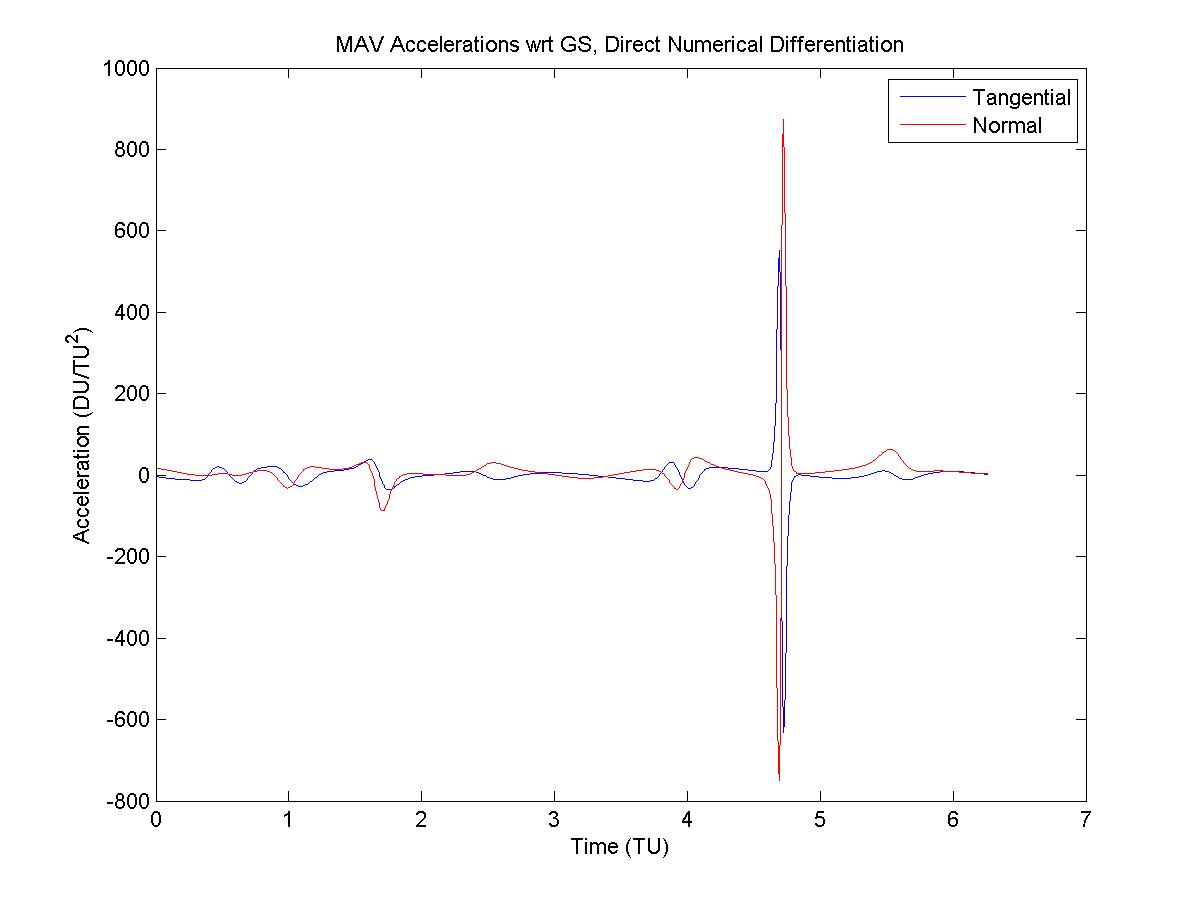 MAV Accelerations wrt GS, Direct Numerical Differentiation
1000
800
600
400
200
0
-200
-400
-600
-800
Acceleration (DU/TU²)
Tangential
Normal
0 1 2 3 4 5 6 7
Time (TU)